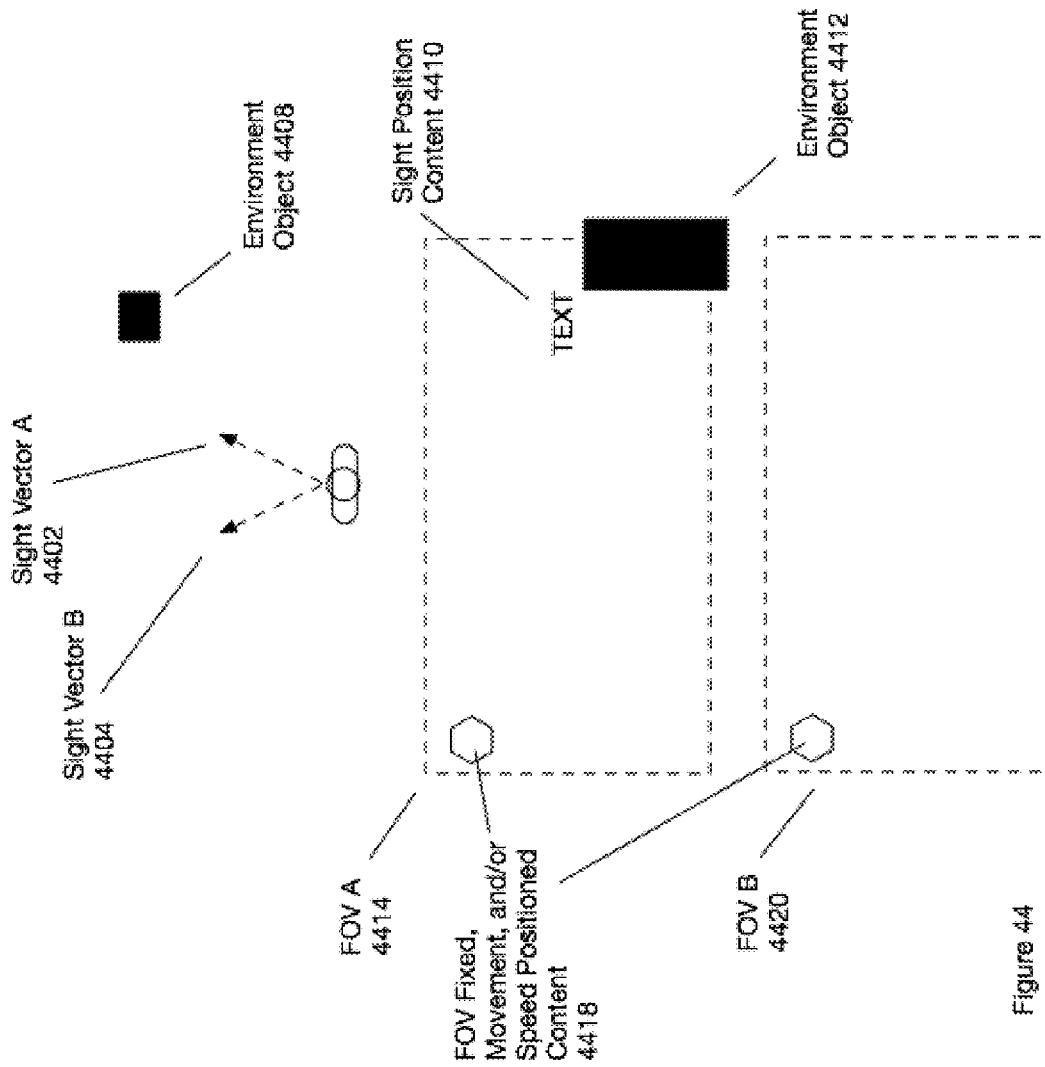 Sight Vector A
4402
Sight Vector B
4404
Environment
Object 4408
Sight Position
Content 4410
TEXT
Environment
Object 4412
FOV A
4414
FOV Fixed,
Movement, and/or
Speed Positioned
Content
4418
FOV B
4420
Figure 44